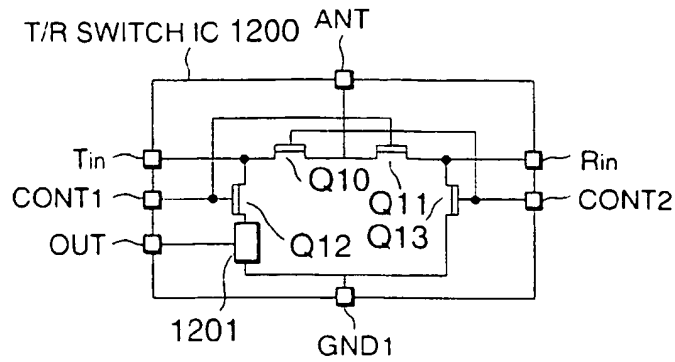 T/R SWITCH IC 1200
ANT
Tin
Rin
Q10
Q11
CONT1
CONT2
Q12
Q13
OUT
1201
GND1